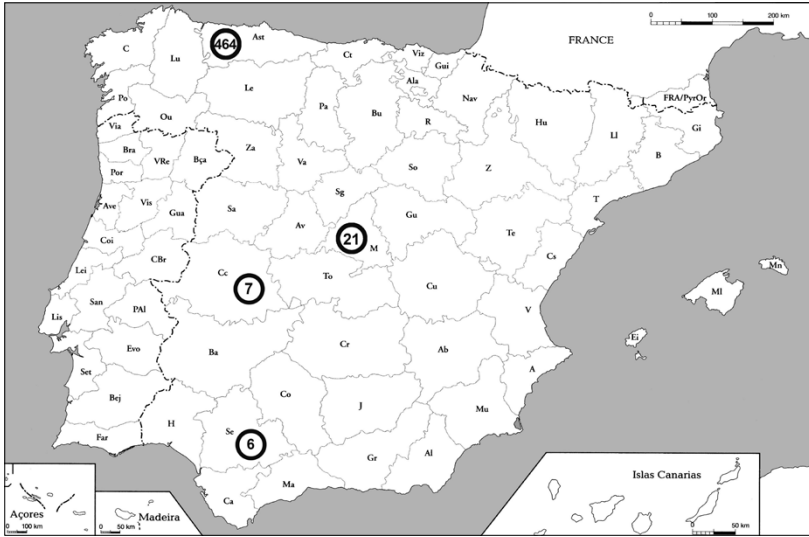 0 100 200 km
FRANCE
464
Ast
C
Lu
Ct
Viz
Gui
Ala
Nav
FRA/PyrOr
Le
Po
Ou
Pa
Bu
R
Hu
Ll
Gi
Via
Bra
VRe
Bça
Za
Va
So
Z
B
Por
Sg
T
Ave
Vis
Gua
Sa
Av
Gu
Te
21
M
Coi
CBr
Cs
Lei
Cc
To
Cu
7
Mn
Ml
San
PAl
Lis
V
Evo
Ba
Cr
Ab
Ei
Set
A
Bej
Co
J
Mu
H
Se
6
Far
Gr
Al
Ca
Ma
Açores
0 100 km
Madeira
0 50 km
Islas Canarias
0 50 km